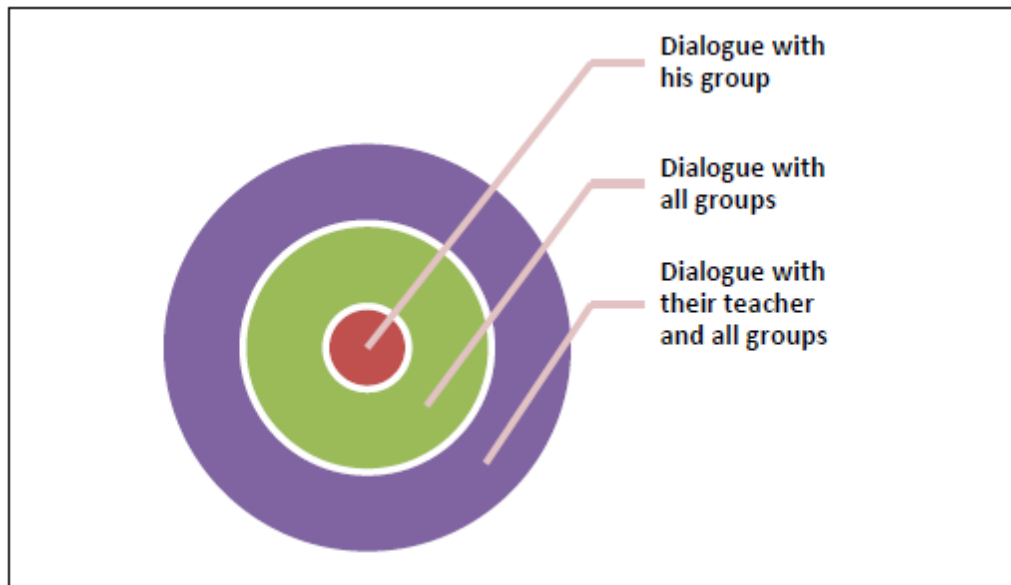 Dialogue with
his group
Dialogue with
all groups
Dialogue with
their teacher
and all groups